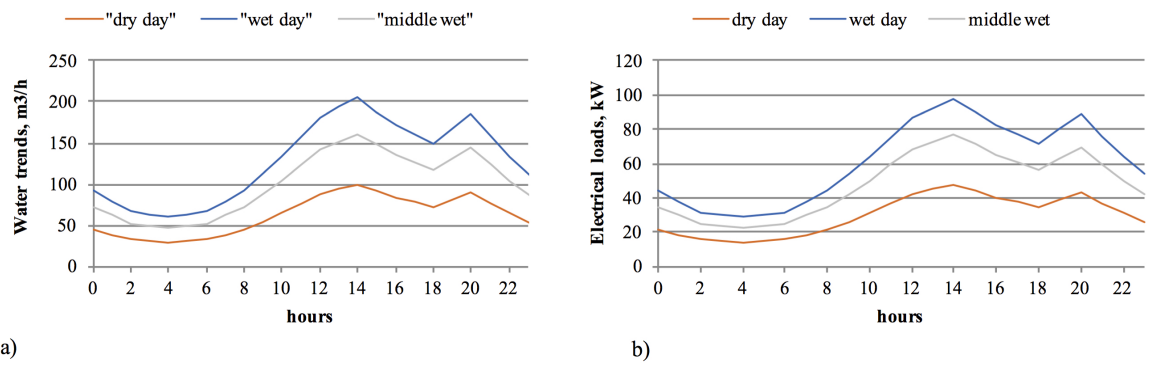 "dry day" "wet day" "middle wet"
250
200
150
100
50
0
0 2 4 6 8 10 12 14 16 18 20 22
Water trends, m3/h
hours
a)
dry day wet day middle wet
120
100
80
60
40
20
0
0 2 4 6 8 10 12 14 16 18 20 22
Electrical loads, kW
hours
b)